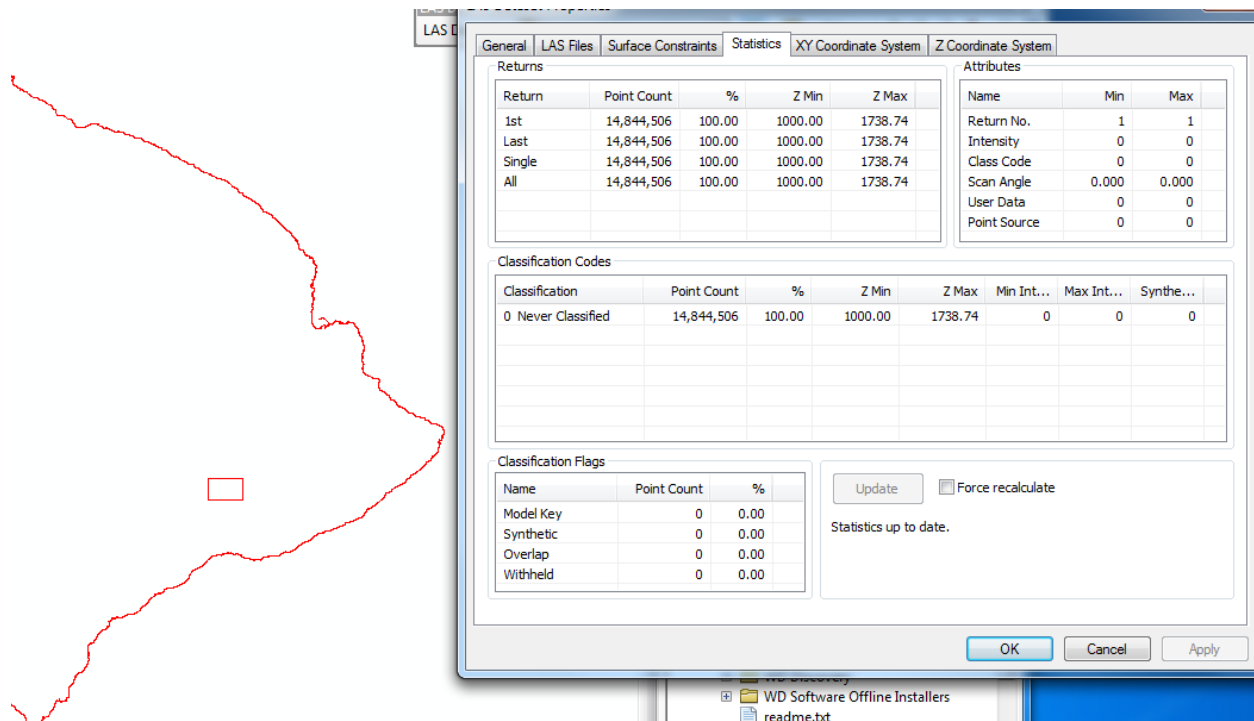 LAS D
General LAS Files Surface Constraints Statistics XY Coordinate System Z Coordinate System
Returns
Return Point Count % Z Min Z Max
1st 14,844,506 100.00 1000.00 1738.74
Last 14,844,506 100.00 1000.00 1738.74
Single 14,844,506 100.00 1000.00 1738.74
All 14,844,506 100.00 1000.00 1738.74
Attributes
Name Min Max
Return No. 1 1
Intensity 0 0
Class Code 0 0
Scan Angle 0.000 0.000
User Data 0 0
Point Source 0 0
Classification Codes
Classification Point Count % Z Min Z Max Min Int... Max Int... Synthe...
0 Never Classified 14,844,506 100.00 1000.00 1738.74 0 0 0
Classification Flags
Name Point Count %
Model Key 0 0.00
Synthetic 0 0.00
Overlap 0 0.00
Withheld 0 0.00
Update Force recalculate
Statistics up to date.
OK Cancel Apply
WD Discovery
WD Software Offline Installers
readme.txt